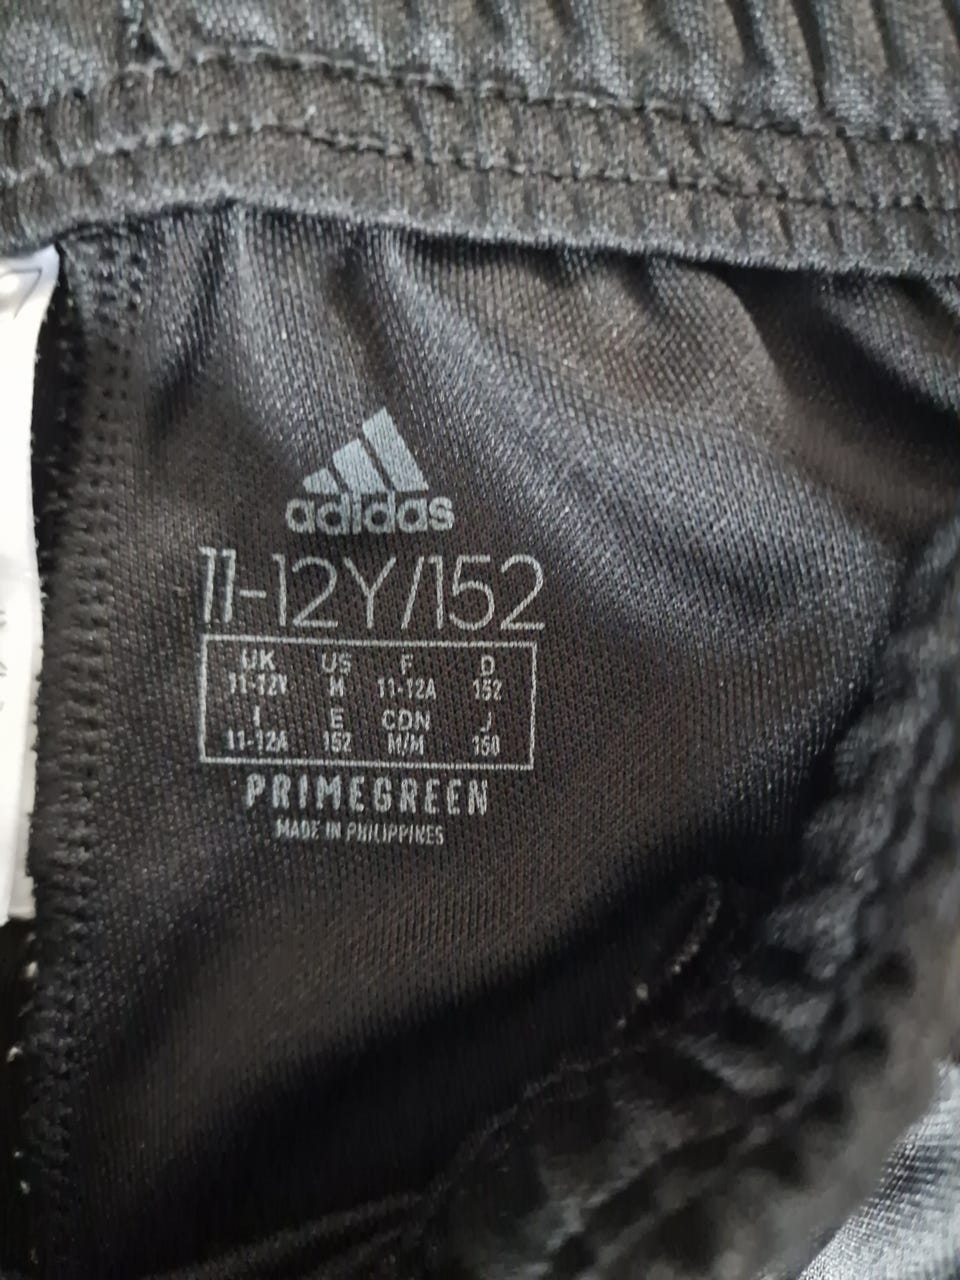 adidas
11-12Y/152
UK US F D
11-12Y M 11-12A 152
I E CDN J
11-12A 152 M/M 150
PRIMEGREEN
MADE IN PHILIPPINES